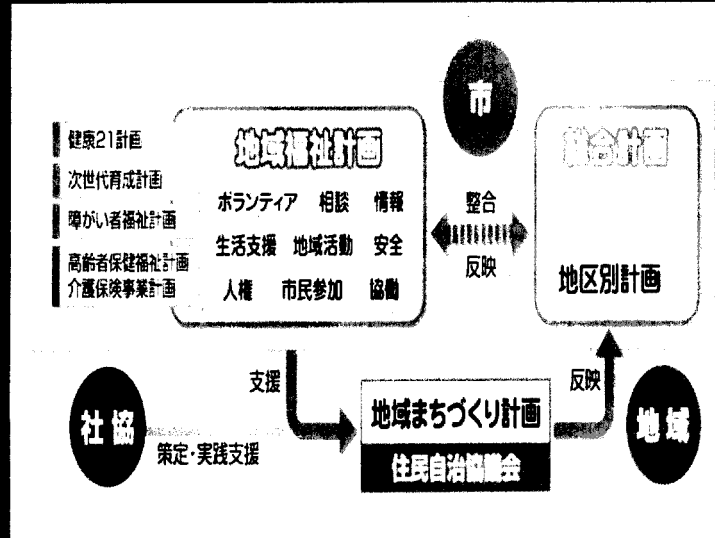 市
健康21計画
次世代育成計画
障がい者福祉計画
高齢者保健福祉計画
介護保険事業計画
地域福祉計画
ボランティア 相談 情報
生活支援 地域活動 安全
人権 市民参加 協働
整合
反映
総合計画
地区別計画
社協
支援
策定・実践支援
地域まちづくり計画
住民自治協議会
反映
地域